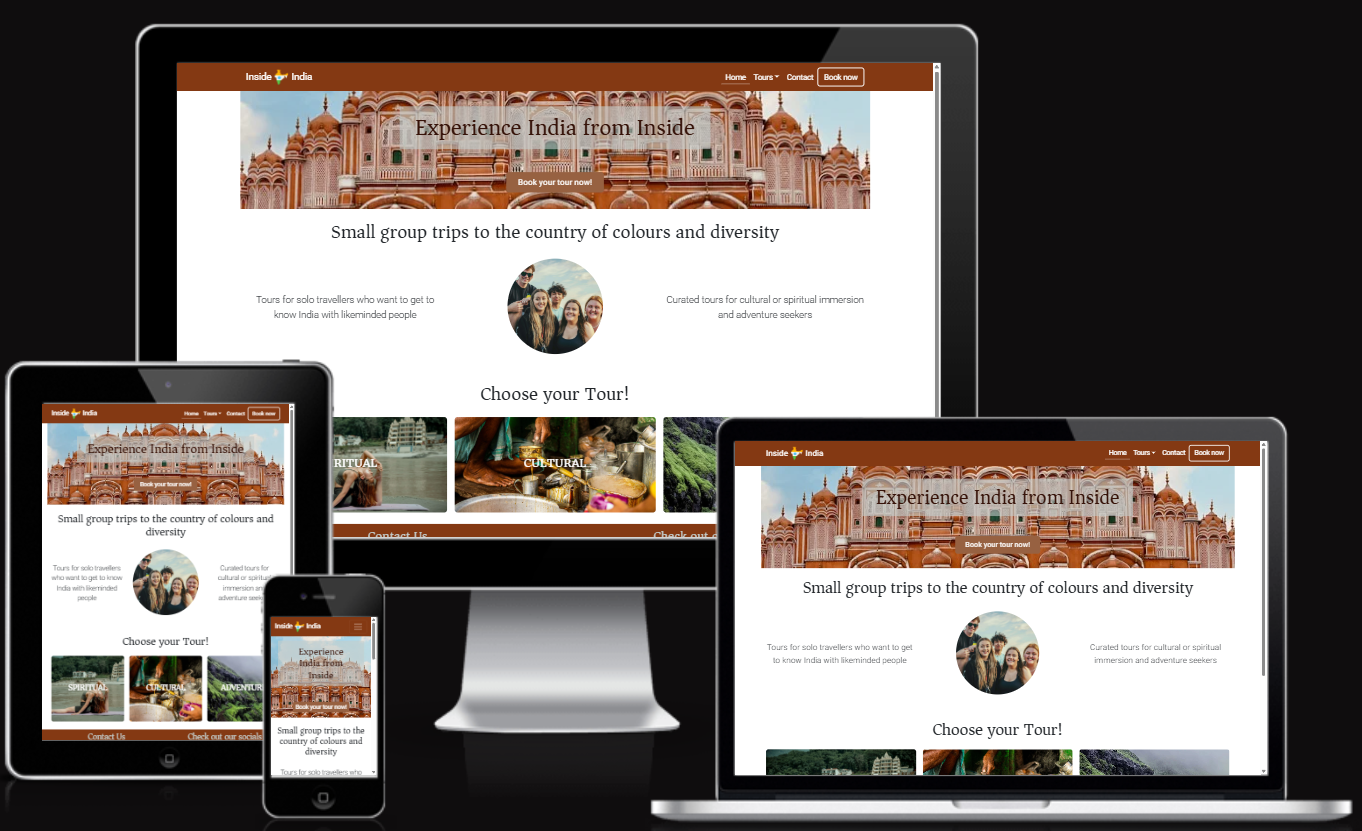 Inside India
Home Tours Contact Book now
Experience India from Inside
Book your tour now!
Small group trips to the country of colours and diversity
Tours for solo travellers who want to get to
know India with likeminded people
Curated tours for cultural or spiritual immersion
and adventure seekers
Choose your Tour!
RITUAL
CULTURAL
Contact Us
Check out
Inside India
Home Tours Contact Book now
Experience India from Inside
Book your tour now!
Small group trips to the country of colours and
diversity
Tours for solo travellers
who want to get to know
India with likeminded
people
Curated tours for
cultural or spiritual
immersion and
adventure
Choose your Tour!
SPIRITUAL
CULTURAL
ADVENTUR
Contact Us
Check out our socials
Inside India
Experience
India from
Inside
Book your tour now!
Small group trips to the
country of colours and
diversity
Tours for solo travellers who
Inside India
Home Tours Contact Book now
Experience India from Inside
Book your tour now!
Small group trips to the country of colours and diversity
Tours for solo travellers who want to get
to know India with likeminded people
Curated tours for cultural or spiritual
immersion and adventure seekers
Choose your Tour!